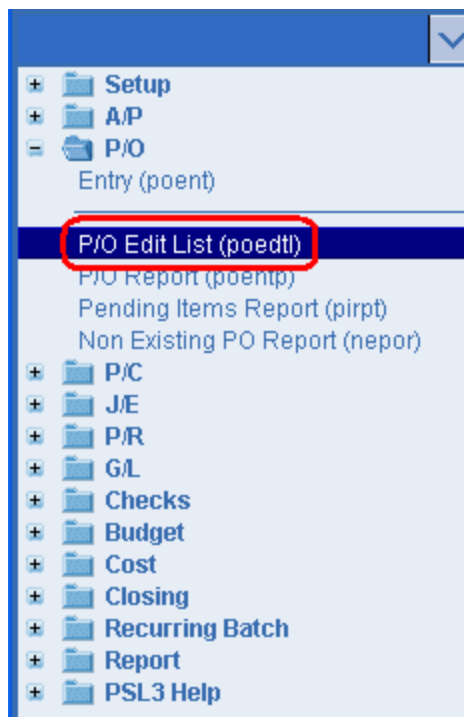 Setup
A/P
P/O
Entry (poent)
P/O Edit List (poedtl)
P/O Report (poentp)
Pending Items Report (pirpt)
Non Existing PO Report (nepor)
P/C
J/E
P/R
G/L
Checks
Budget
Cost
Closing
Recurring Batch
Report
PSL3 Help